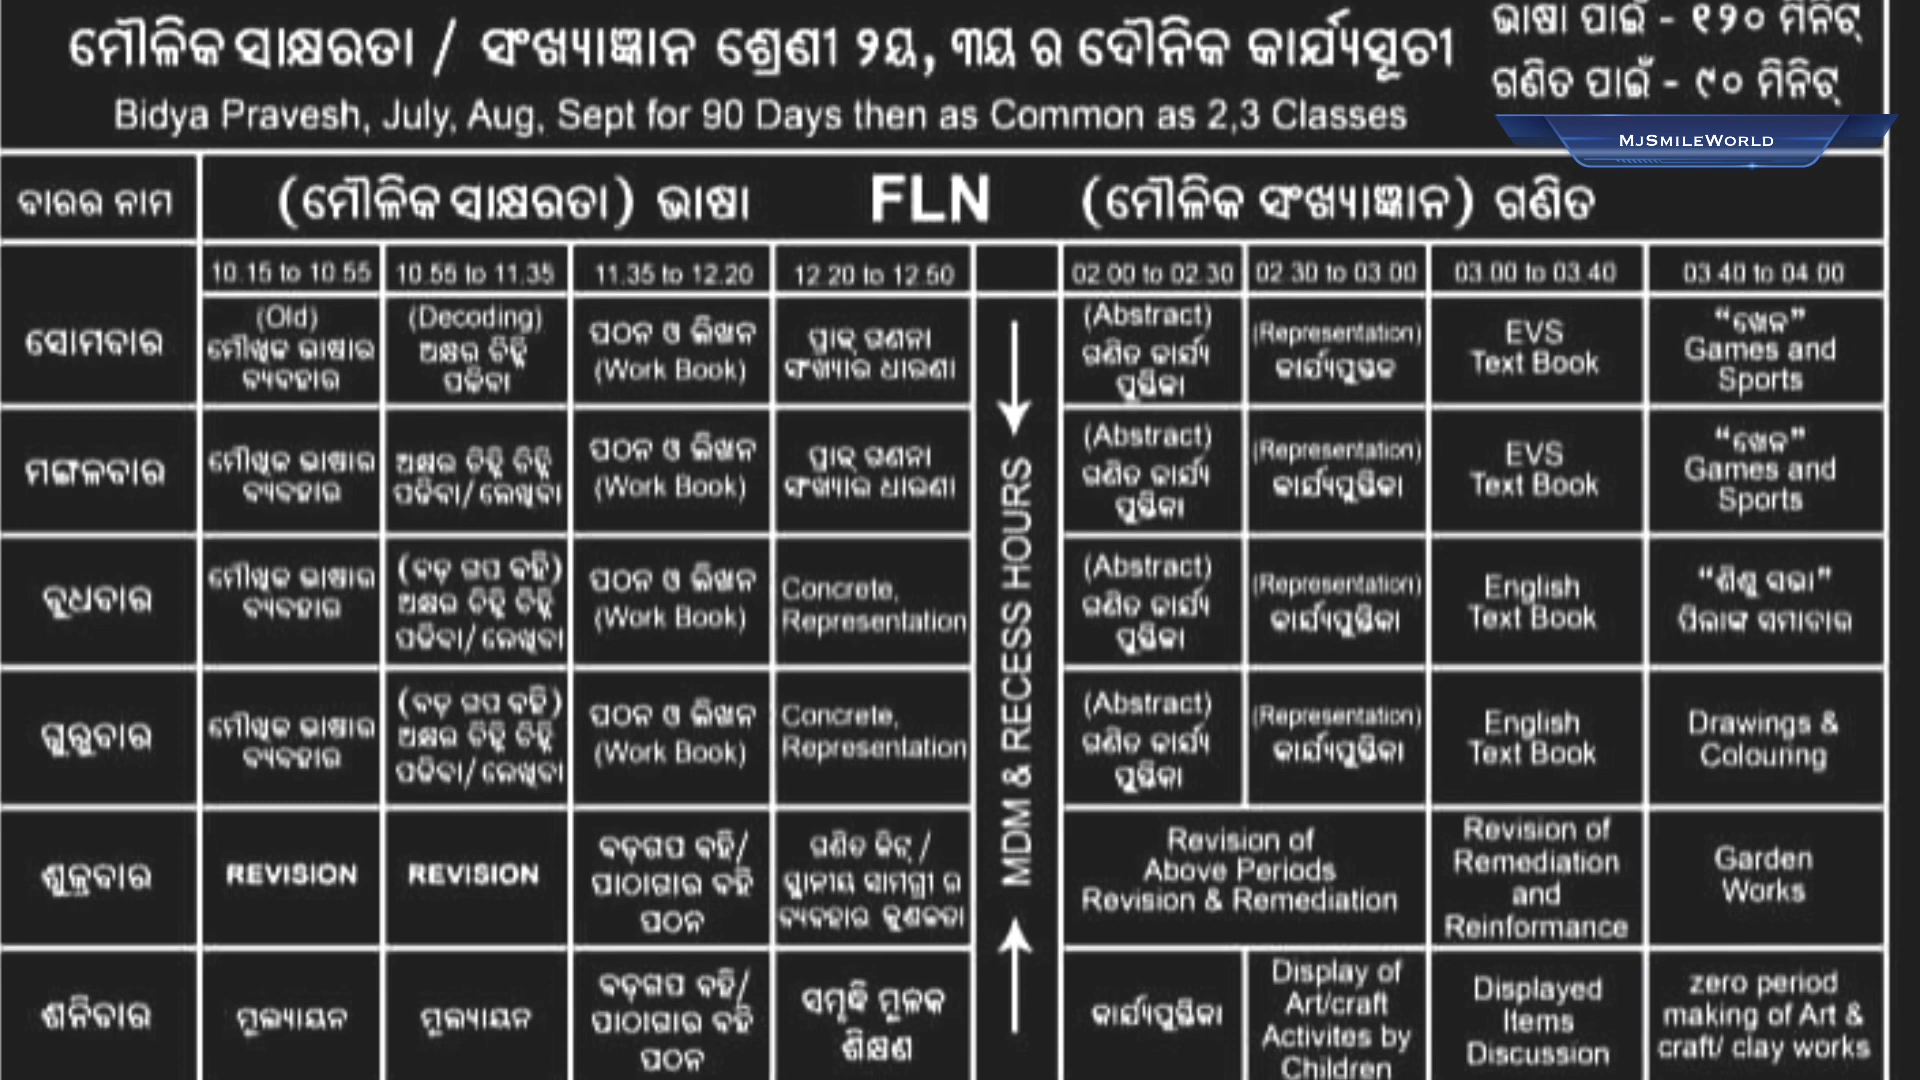 ମୌଳିକ ସାକ୍ଷରତା / ସଂଖ୍ୟାଜ୍ଞାନ ଶ୍ରେଣୀ ୨ୟ, ୩ୟ ର ଦୈନିକ କାର୍ଯ୍ୟସୂଚୀ
ଭାଷା ପାଇଁ - ୧୨୦ ମିନିଟ୍
ଗଣିତ ପାଇଁ - ୯୦ ମିନିଟ୍
Bidya Pravesh, July, Aug, Sept for 90 Days then as Common as 2,3 Classes
MJSMILEWORLD
ବାରର ନାମ
(ମୌଳିକ ସାକ୍ଷରତା) ଭାଷା FLN (ମୌଳିକ ସଂଖ୍ୟାଜ୍ଞାନ) ଗଣିତ
10.15 to 10.55 10.55 to 11.35 11.35 to 12.20 12.20 to 12.50 02.00 to 02.30 02.30 to 03.00 03.00 to 03.40 03.40 to 04.00
ସୋମବାର
(Old)
ମୌଖିକ ଭାଷାର
ବ୍ୟବହାର
(Decoding)
ଅକ୍ଷର ଚିହ୍ନି
ପଢିବା
ପଠନ ଓ ଲିଖନ
(Work Book)
ପ୍ରାକ୍ ଗଣନା
ସଂଖ୍ୟାର ଧାରଣା
MDM & RECESS HOURS
(Abstract)
ଗଣିତ କାର୍ଯ୍ୟ
ପୁସ୍ତିକା
(Representation)
କାର୍ଯ୍ୟପୁସ୍ତକ
EVS
Text Book
“ଖେଳ”
Games and
Sports
ମଙ୍ଗଳବାର
ମୌଖିକ ଭାଷାର
ବ୍ୟବହାର
ଅକ୍ଷର ଚିହ୍ନି ଚିହ୍ନି
ପଢିବା/ଲେଖିବା
ପଠନ ଓ ଲିଖନ
(Work Book)
ପ୍ରାକ୍ ଗଣନା
ସଂଖ୍ୟାର ଧାରଣା
(Abstract)
ଗଣିତ କାର୍ଯ୍ୟ
ପୁସ୍ତିକା
(Representation)
କାର୍ଯ୍ୟପୁସ୍ତିକା
EVS
Text Book
“ଖେଳ”
Games and
Sports
ବୁଧବାର
ମୌଖିକ ଭାଷାର
ବ୍ୟବହାର
(ବଡ଼ ଗପ ବହି)
ଅକ୍ଷର ଚିହ୍ନି ଚିହ୍ନି
ପଢିବା/ଲେଖିବା
ପଠନ ଓ ଲିଖନ
(Work Book)
Concrete,
Representation
(Abstract)
ଗଣିତ କାର୍ଯ୍ୟ
ପୁସ୍ତିକା
(Representation)
କାର୍ଯ୍ୟପୁସ୍ତିକା
English
Text Book
“ଶିଶୁ ସଭା”
ପିଲାଙ୍କ ସମାଚାର
ଗୁରୁବାର
ମୌଖିକ ଭାଷାର
ବ୍ୟବହାର
(ବଡ଼ ଗପ ବହି)
ଅକ୍ଷର ଚିହ୍ନି ଚିହ୍ନି
ପଢିବା/ଲେଖିବା
ପଠନ ଓ ଲିଖନ
(Work Book)
Concrete,
Representation
(Abstract)
ଗଣିତ କାର୍ଯ୍ୟ
ପୁସ୍ତିକା
(Representation)
କାର୍ଯ୍ୟପୁସ୍ତିକା
English
Text Book
Drawings &
Colouring
ଶୁକ୍ରବାର
REVISION
REVISION
ବଡ଼ଗପ ବହି/
ପାଠାଗାର ବହି
ପଠନ
ଗଣିତ କିଟ୍ /
ସ୍ଥାନୀୟ ସାମଗ୍ରୀ ର
ବ୍ୟବହାର କୁଶଳତା
Revision of
Above Periods
Revision & Remediation
Revision of
Remediation
and
Reinformance
Garden
Works
ଶନିବାର
ମୂଲ୍ୟାୟନ
ମୂଲ୍ୟାୟନ
ବଡ଼ଗପ ବହି/
ପାଠାଗାର ବହି
ପଠନ
ସମୃଦ୍ଧି ମୂଳକ
ଶିକ୍ଷଣ
କାର୍ଯ୍ୟପୁସ୍ତିକା
Display of
Art/craft
Activites by
Children
Displayed
Items
Discussion
zero period
making of Art &
craft/ clay works